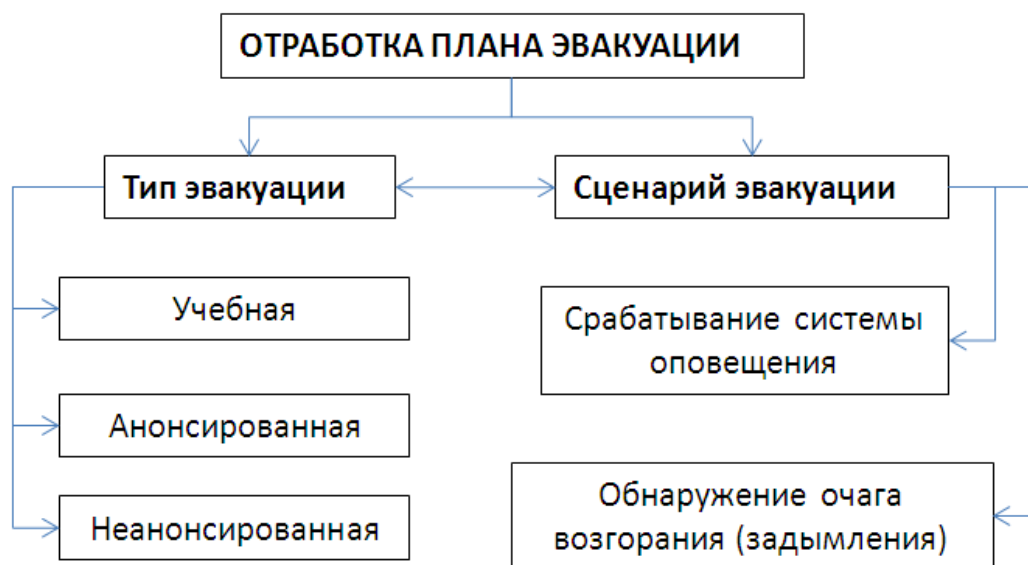 ОТРАБОТКА ПЛАНА ЭВАКУАЦИИ
Тип эвакуации
Сценарий эвакуации
Учебная
Анонсированная
Неанонсированная
Срабатывание системы
оповещения
Обнаружение очага
возгорания (задымления)